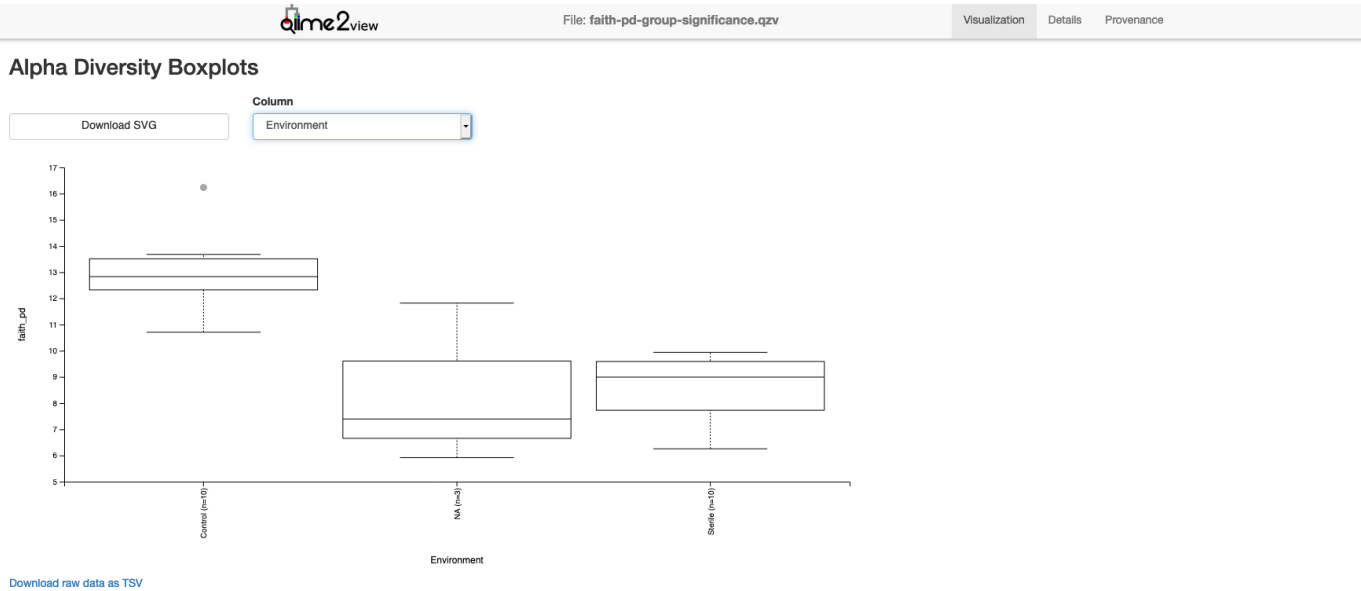 qiime2view File: faith-pd-group-significance.qzv Visualization Details Provenance
Alpha Diversity Boxplots
Column
Download SVG Environment
17
16
15
14
13
12
11
10
9
8
7
6
5
faith_pd
Control (n=10) NA (n=3) Sterile (n=10)
Environment
Download raw data as TSV